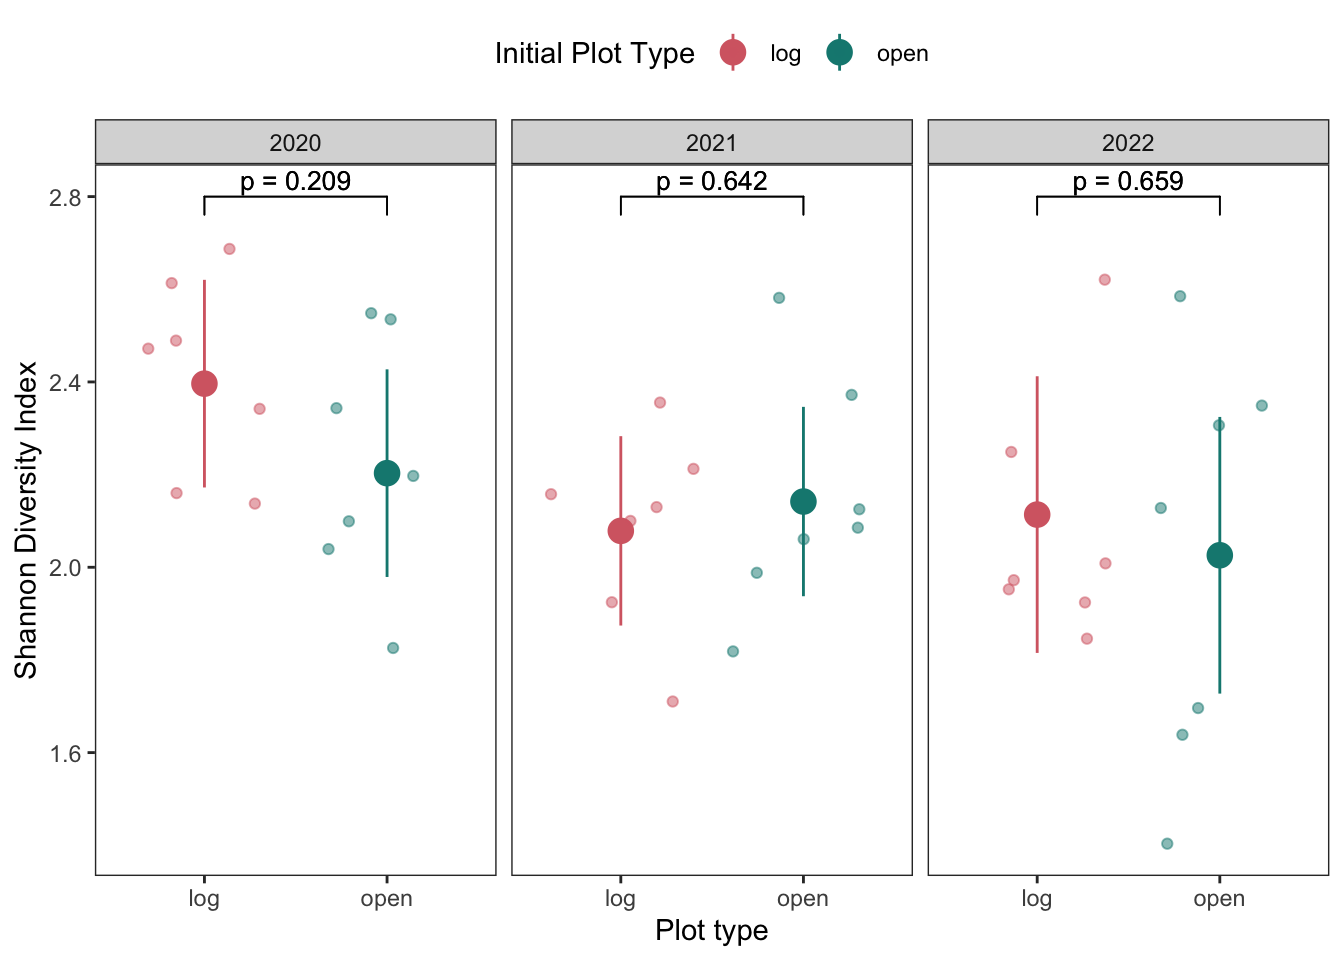 Initial Plot Type log open
2020 2021 2022
p = 0.209 p = 0.642 p = 0.659
2.8
2.4
2.0
1.6
Shannon Diversity Index
log open log open log open
Plot type